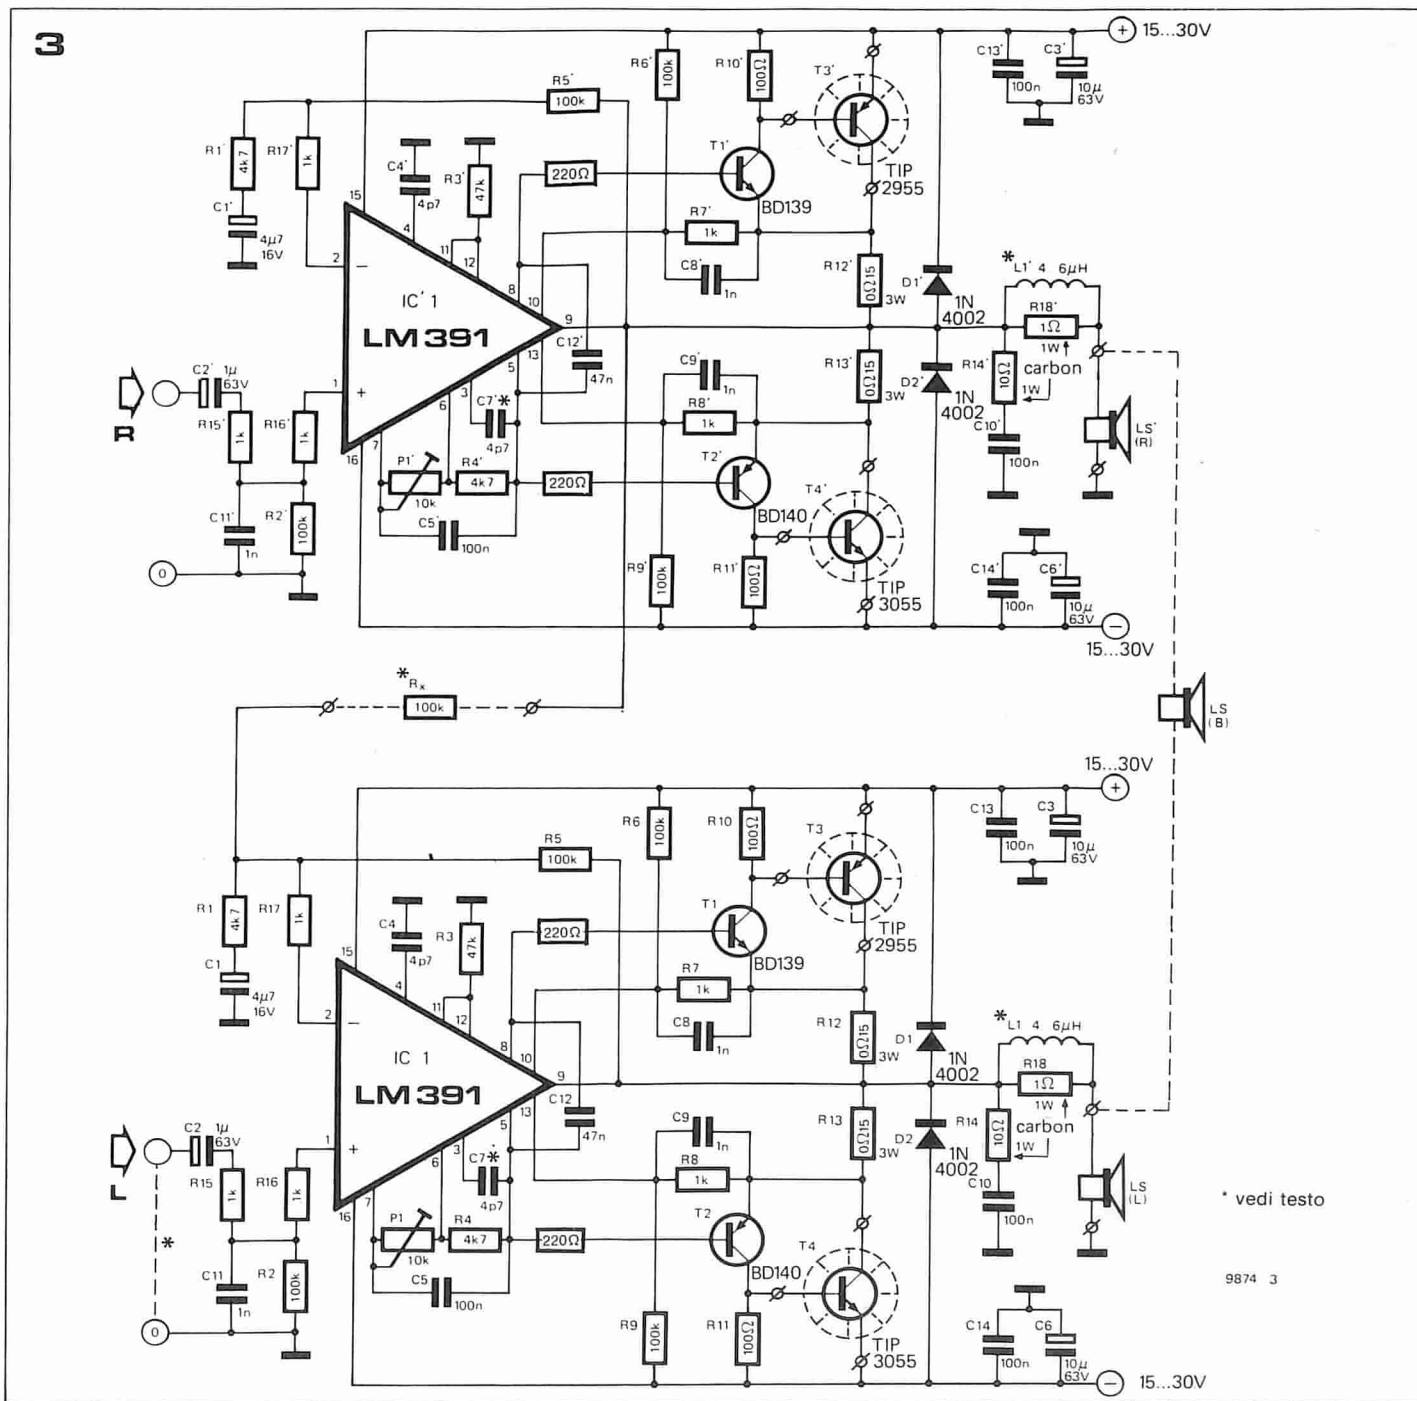 3
15...30V
+
C13'
100n
C3'
10µ
63V
R6'
100k
R10'
100Ω
T3'
TIP
2955
R5'
100k
R1'
4k7
R17'
1k
C1'
4µ7
16V
C4'
4p7
R3'
47k
220Ω
T1'
BD139
R7'
1k
C8'
1n
R12'
0Ω15
3W
D1'
1N
4002
*
L1' 4 6µH
R18'
1Ω
1W
15
4
11
12
2
−
8
10
IC' 1
LM 391
9
13
5
C12'
47n
R13'
0Ω15
3W
D2'
1N
4002
R14'
10Ω
1W
carbon
C10'
100n
LS'
(R)
R
C2'
1µ
63V
R15'
1k
R16'
1k
1
+
C9'
1n
R8'
1k
3
6
7
16
C7'*
4p7
P1'
10k
R4'
4k7
220Ω
C5'
100n
T2'
BD140
T4'
TIP
3055
C11'
1n
R2'
100k
0
R9'
100k
R11'
100Ω
C14'
100n
C6'
10µ
63V
−
15...30V
*
Rx
100k
LS
(B)
15...30V
+
C13
100n
C3
10µ
63V
R6
100k
R10
100Ω
T3
TIP
2955
R5
100k
R1
4k7
R17
1k
C1
4µ7
16V
C4
4p7
R3
47k
220Ω
T1
BD139
R7
1k
C8
1n
R12
0Ω15
3W
D1
1N
4002
*
L1 4 6µH
R18
1Ω
1W
15
4
11
12
2
−
8
10
IC 1
LM 391
9
13
5
C12
47n
R13
0Ω15
3W
D2
1N
4002
R14
10Ω
1W
carbon
C10
100n
LS
(L)
L
C2
1µ
63V
R15
1k
R16
1k
1
+
C9
1n
R8
1k
3
6
7
16
C7*
4p7
P1
10k
R4
4k7
220Ω
C5
100n
T2
BD140
T4
TIP
3055
*
C11
1n
R2
100k
0
R9
100k
R11
100Ω
C14
100n
C6
10µ
63V
−
15...30V
* vedi testo
9874 3